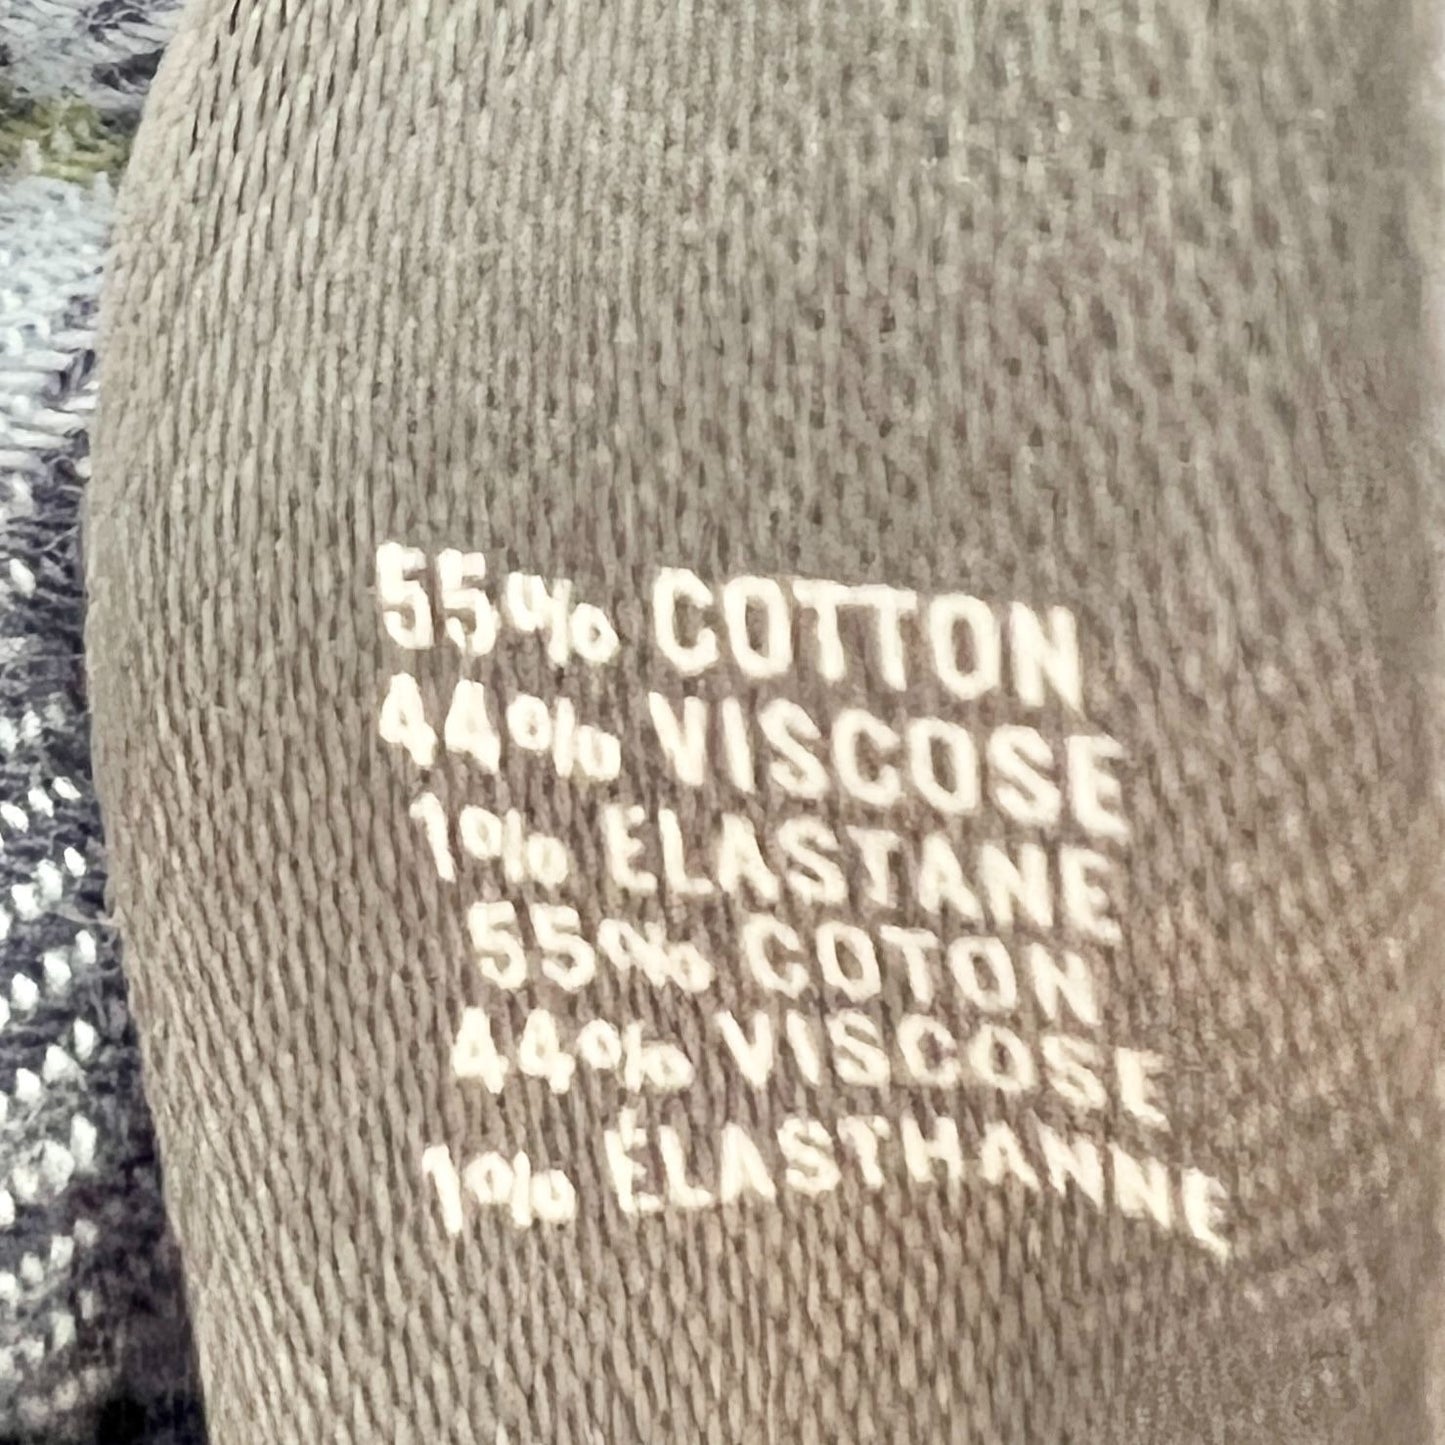 55% COTTON
44% VISCOSE
1% ELASTANE
55% COTON
44% VISCOSE
1% ÉLASTHANNE